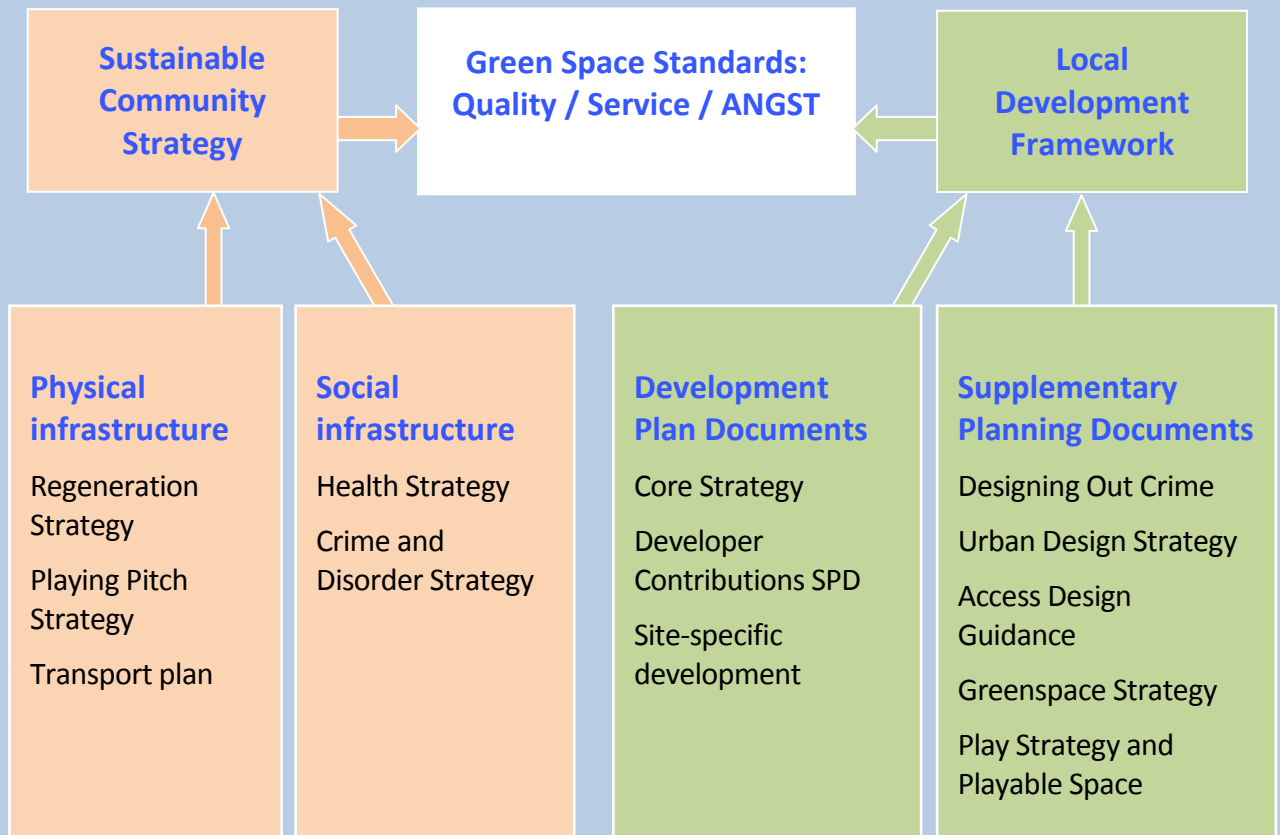 Sustainable
Community
Strategy
Green Space Standards:
Quality / Service / ANGST
Local
Development
Framework
Physical
infrastructure
Regeneration
Strategy
Playing Pitch
Strategy
Transport plan
Social
infrastructure
Health Strategy
Crime and
Disorder Strategy
Development
Plan Documents
Core Strategy
Developer
Contributions SPD
Site-specific
development
Supplementary
Planning Documents
Designing Out Crime
Urban Design Strategy
Access Design
Guidance
Greenspace Strategy
Play Strategy and
Playable Space